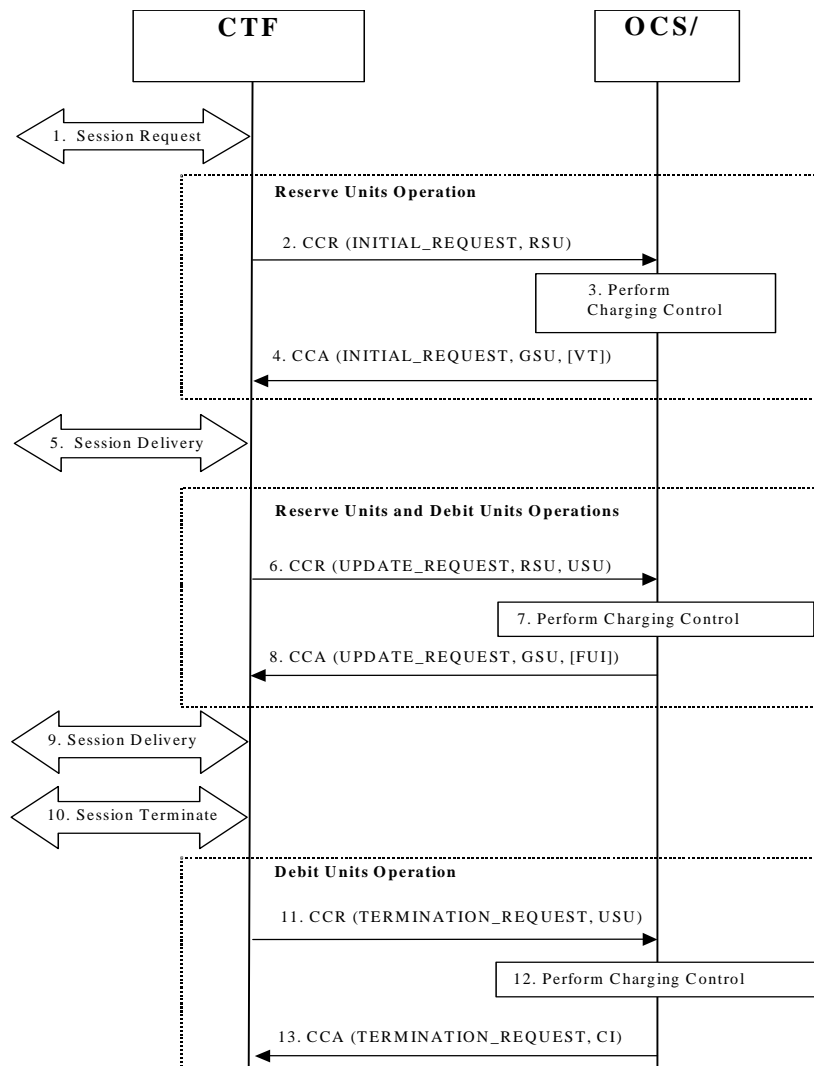 CTF
OCS/
1. Session Request
Reserve Units Operation
2. CCR (INITIAL_REQUEST, RSU)
3. Perform
Charging Control
4. CCA (INITIAL_REQUEST, GSU, [VT])
5. Session Delivery
Reserve Units and Debit Units Operations
6. CCR (UPDATE_REQUEST, RSU, USU)
7. Perform Charging Control
8. CCA (UPDATE_REQUEST, GSU, [FUI])
9. Session Delivery
10. Session Terminate
Debit Units Operation
11. CCR (TERMINATION_REQUEST, USU)
12. Perform Charging Control
13. CCA (TERMINATION_REQUEST, CI)